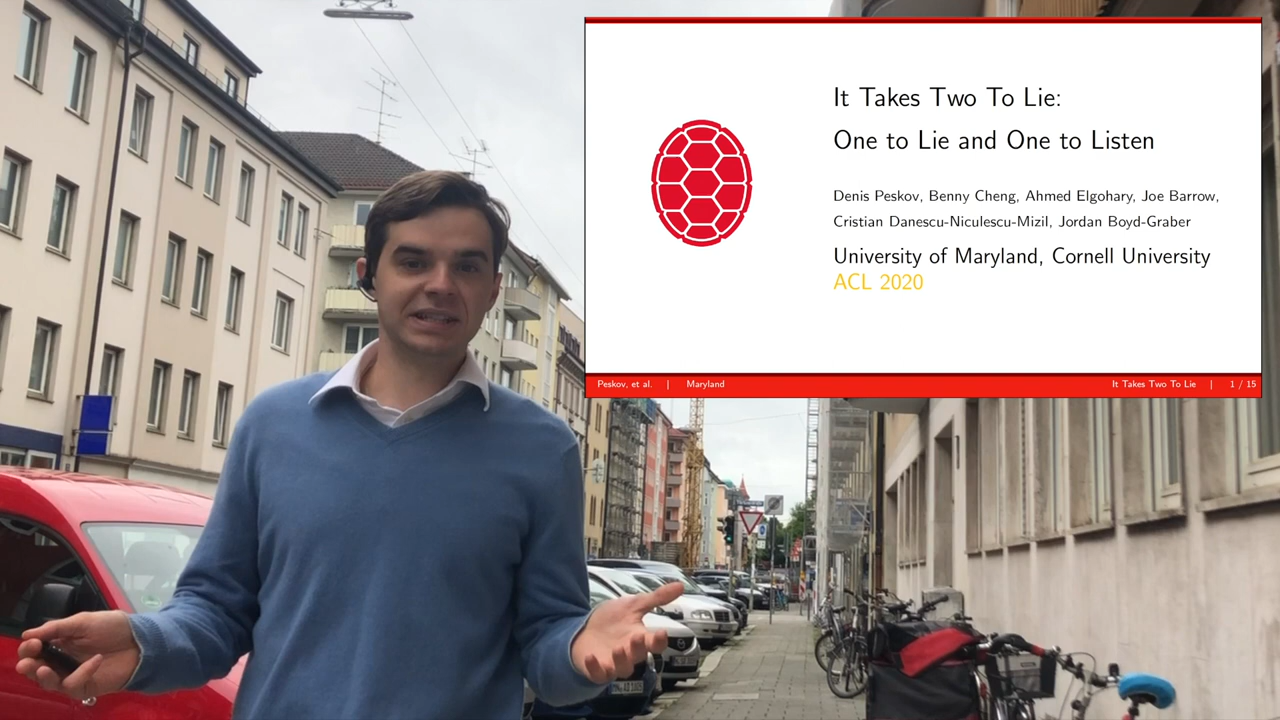 It Takes Two To Lie:
One to Lie and One to Listen
Denis Peskov, Benny Cheng, Ahmed Elgohary, Joe Barrow,
Cristian Danescu-Niculescu-Mizil, Jordan Boyd-Graber
University of Maryland, Cornell University
ACL 2020
Peskov, et al. | Maryland
It Takes Two To Lie | 1 / 15